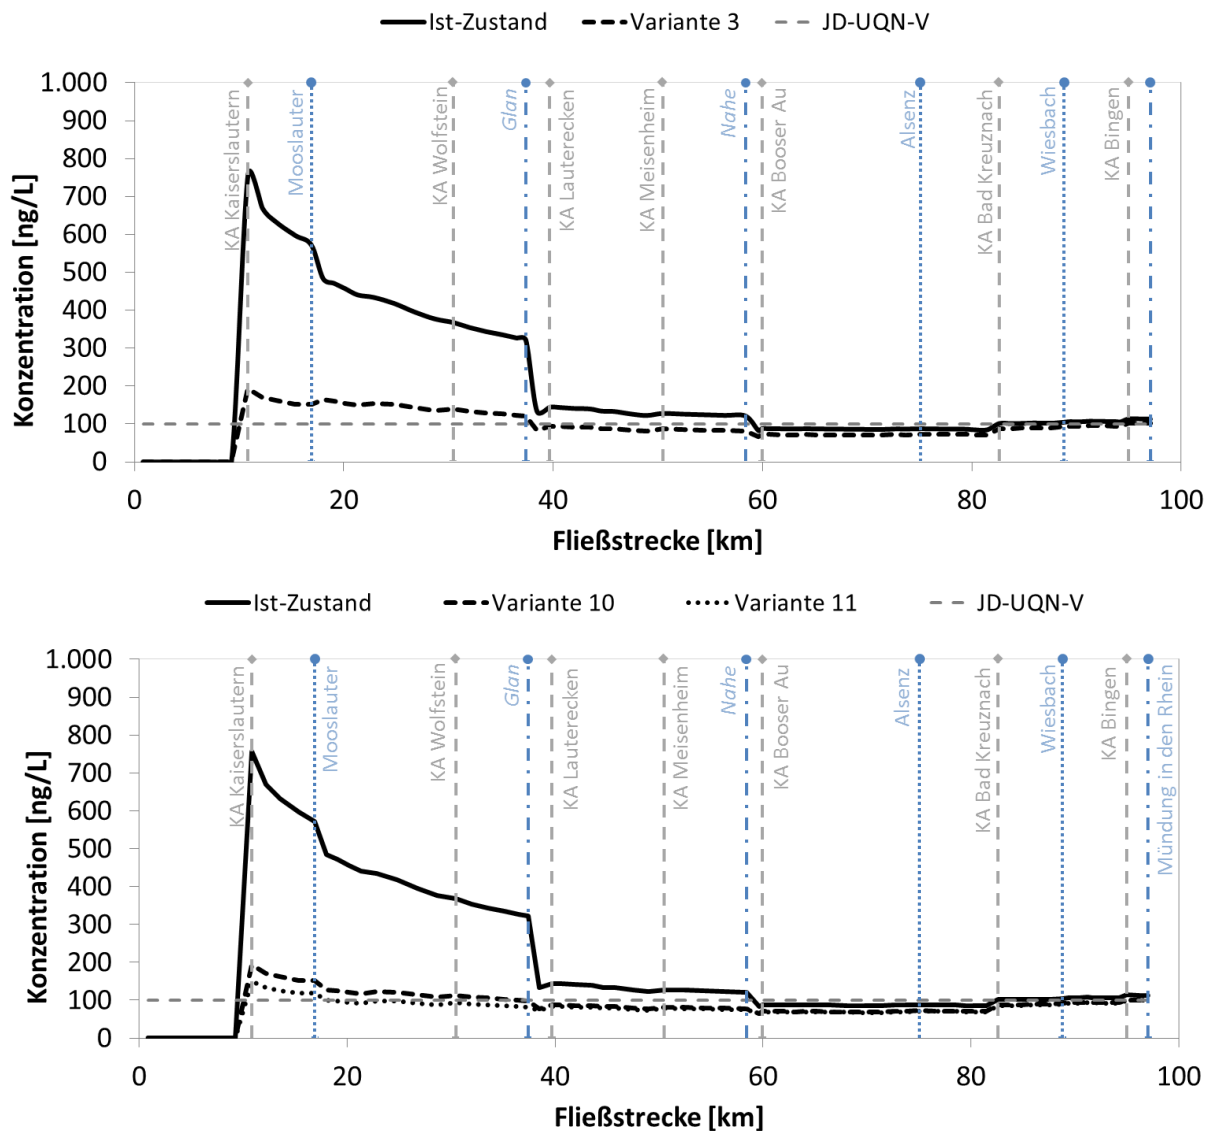 Ist-Zustand Variante 3 JD-UQN-V
1.000
900
800
700
600
500
400
300
200
100
0
Konzentration [ng/L]
KA Kaiserslautern
Mooslauter
KA Wolfstein
Glan
KA Lauterecken
KA Meisenheim
Nahe
KA Booser Au
Alsenz
KA Bad Kreuznach
Wiesbach
KA Bingen
0 20 40 60 80 100
Fließstrecke [km]
Ist-Zustand Variante 10 Variante 11 JD-UQN-V
1.000
900
800
700
600
500
400
300
200
100
0
Konzentration [ng/L]
KA Kaiserslautern
Mooslauter
KA Wolfstein
Glan
KA Lauterecken
KA Meisenheim
Nahe
KA Booser Au
Alsenz
KA Bad Kreuznach
Wiesbach
KA Bingen
Mündung in den Rhein
0 20 40 60 80 100
Fließstrecke [km]